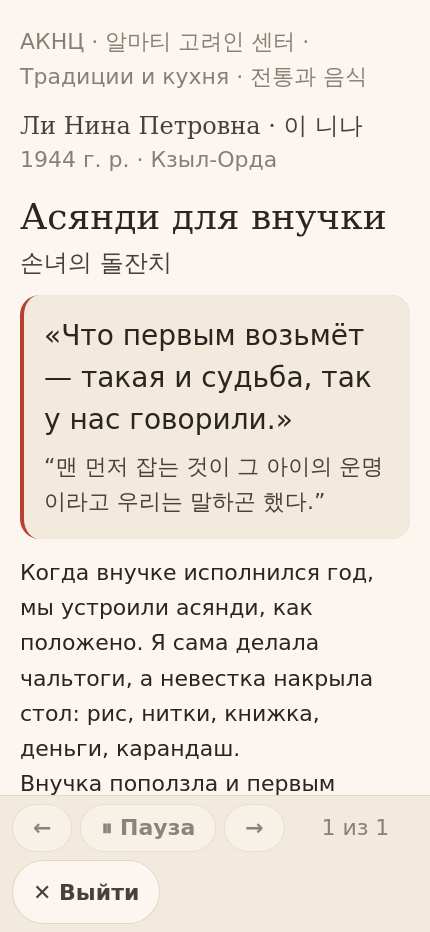 АКНЦ · 알마티 고려인 센터 ·
Традиции и кухня · 전통과 음식
Ли Нина Петровна · 이 니나
1944 г. р. · Кзыл-Орда
Асянди для внучки
손녀의 돌잔치
«Что первым возьмёт
— такая и судьба, так
у нас говорили.»
“맨 먼저 잡는 것이 그 아이의 운명
이라고 우리는 말하곤 했다.”
Когда внучке исполнился год,
мы устроили асянди, как
положено. Я сама делала
чальтоги, а невестка накрыла
стол: рис, нитки, книжка,
деньги, карандаш.
Внучка поползла и первым
← ⏸ Пауза → 1 из 1
✕ Выйти